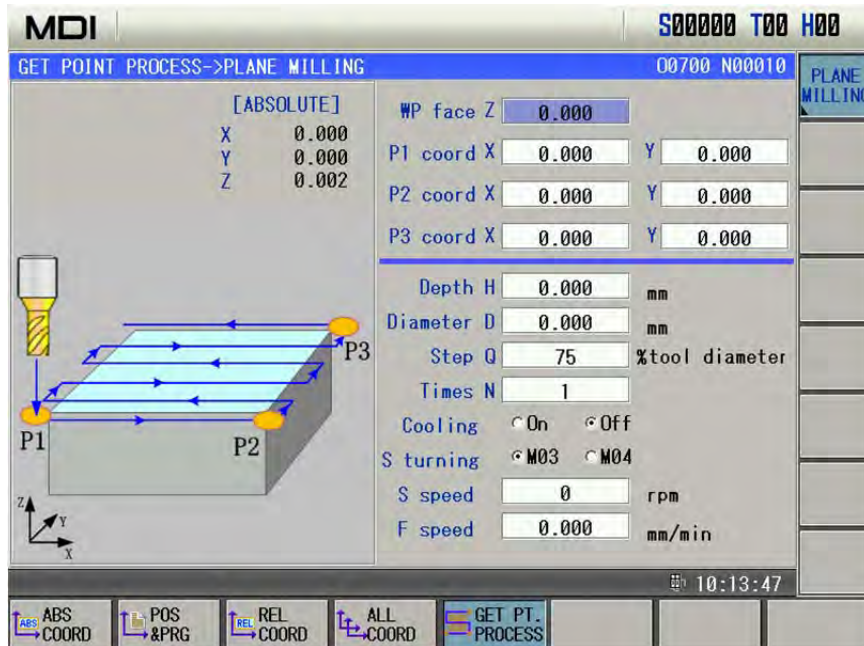 MDI S00000 T00 H00
GET POINT PROCESS->PLANE MILLING O0700 N00010
PLANE
MILLING
[ABSOLUTE]
X 0.000
Y 0.000
Z 0.002
WP face Z 0.000
P1 coord X 0.000 Y 0.000
P2 coord X 0.000 Y 0.000
P3 coord X 0.000 Y 0.000
Depth H 0.000 mm
Diameter D 0.000 mm
Step Q 75 %tool diameter
Times N 1
Cooling On Off
S turning M03 M04
S speed 0 rpm
F speed 0.000 mm/min
P1
P2
P3
Z
Y
X
10:13:47
ABS ABS
COORD
POS
&PRG
REL REL
COORD
ALL
COORD
GET PT.
PROCESS